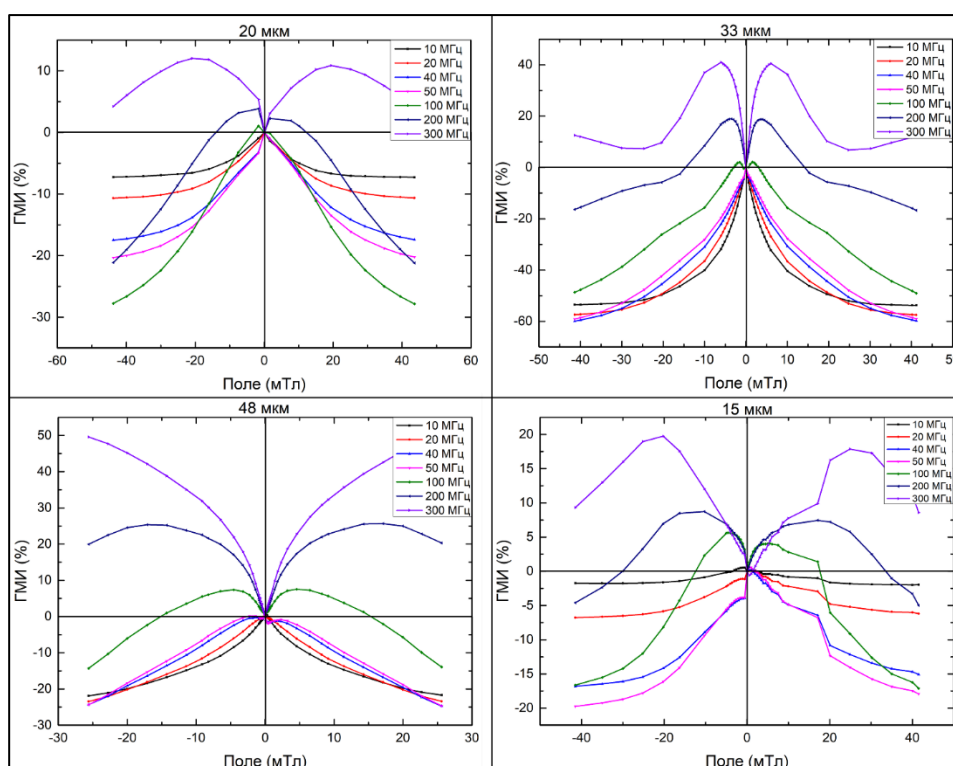 20 мкм
10 МГц
20 МГц
40 МГц
50 МГц
100 МГц
200 МГц
300 МГц
ГМИ (%)
10
0
-10
-20
-30
-60
-40
-20
0
20
40
60
Поле (мТл)
33 мкм
10 МГц
20 МГц
40 МГц
50 МГц
100 МГц
200 МГц
300 МГц
ГМИ (%)
40
20
0
-20
-40
-60
-50
-40
-30
-20
-10
0
10
20
30
40
50
Поле (мТл)
48 мкм
10 МГц
20 МГц
40 МГц
50 МГц
100 МГц
200 МГц
300 МГц
ГМИ (%)
50
40
30
20
10
0
-10
-20
-30
-30
-20
-10
0
10
20
30
Поле (мТл)
15 мкм
10 МГц
20 МГц
40 МГц
50 МГц
100 МГц
200 МГц
300 МГц
ГМИ (%)
20
15
10
5
0
-5
-10
-15
-20
-40
-20
0
20
40
Поле (мТл)